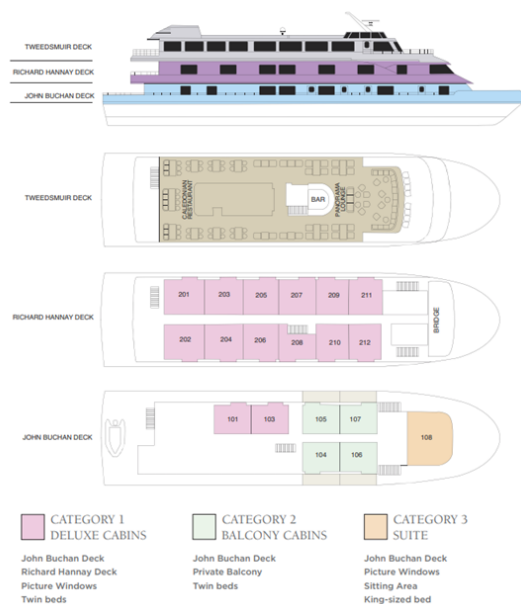 TWEEDSMUIR DECK
RICHARD HANNAY DECK
JOHN BUCHAN DECK
TWEEDSMUIR DECK
CALEDONIAN
RESTAURANT
BAR
PANORAMA
LOUNGE
RICHARD HANNAY DECK
201 203 205 207 209 211
202 204 206 208 210 212
BRIDGE
JOHN BUCHAN DECK
101 103 105 107
104 106
108
CATEGORY 1
DELUXE CABINS
John Buchan Deck
Richard Hannay Deck
Picture Windows
Twin beds
CATEGORY 2
BALCONY CABINS
John Buchan Deck
Private Balcony
Twin beds
CATEGORY 3
SUITE
John Buchan Deck
Picture Windows
Sitting Area
King-sized bed